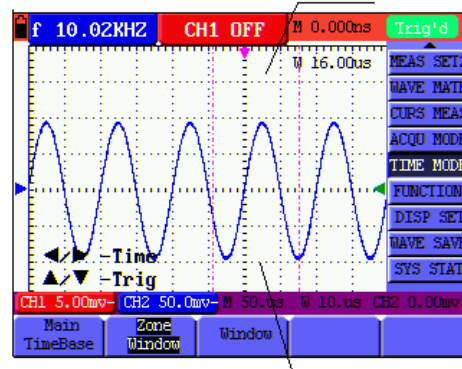 f 10.02KHZ CH1 OFF M 0.000ns Trig'd
W 16.00us
MEAS SET
WAVE MATH
CURS MEAS
ACQU MODE
TIME MODE
FUNCTION
DISP SET
WAVE SAVE
SYS STAT
◀/▶ -Time
▲/▼ -Trig
CH1 5.00mv- CH2 50.0mv- M 50.us W 10.us CH2 0.00mv
Main TimeBase
Zone Window
Window